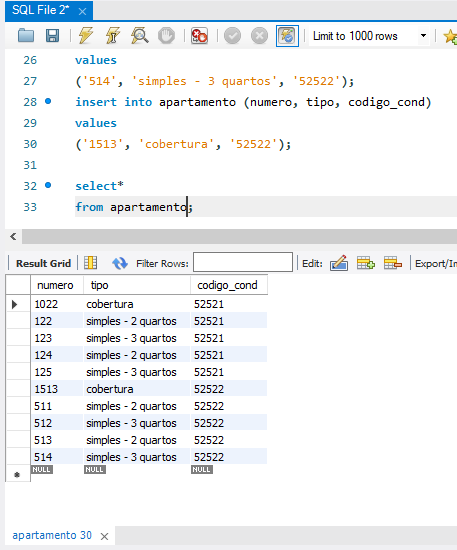 SQL File 2*
Limit to 1000 rows
26 values
27 ('514', 'simples - 3 quartos', '52522');
28 insert into apartamento (numero, tipo, codigo_cond)
29 values
30 ('1513', 'cobertura', '52522');
31
32 select*
33 from apartamento;
Result Grid Filter Rows: Edit: Export/Im
numero tipo codigo_cond
1022 cobertura 52521
122 simples - 2 quartos 52521
123 simples - 3 quartos 52521
124 simples - 2 quartos 52521
125 simples - 3 quartos 52521
1513 cobertura 52522
511 simples - 2 quartos 52522
512 simples - 3 quartos 52522
513 simples - 2 quartos 52522
514 simples - 3 quartos 52522
NULL NULL NULL
apartamento 30